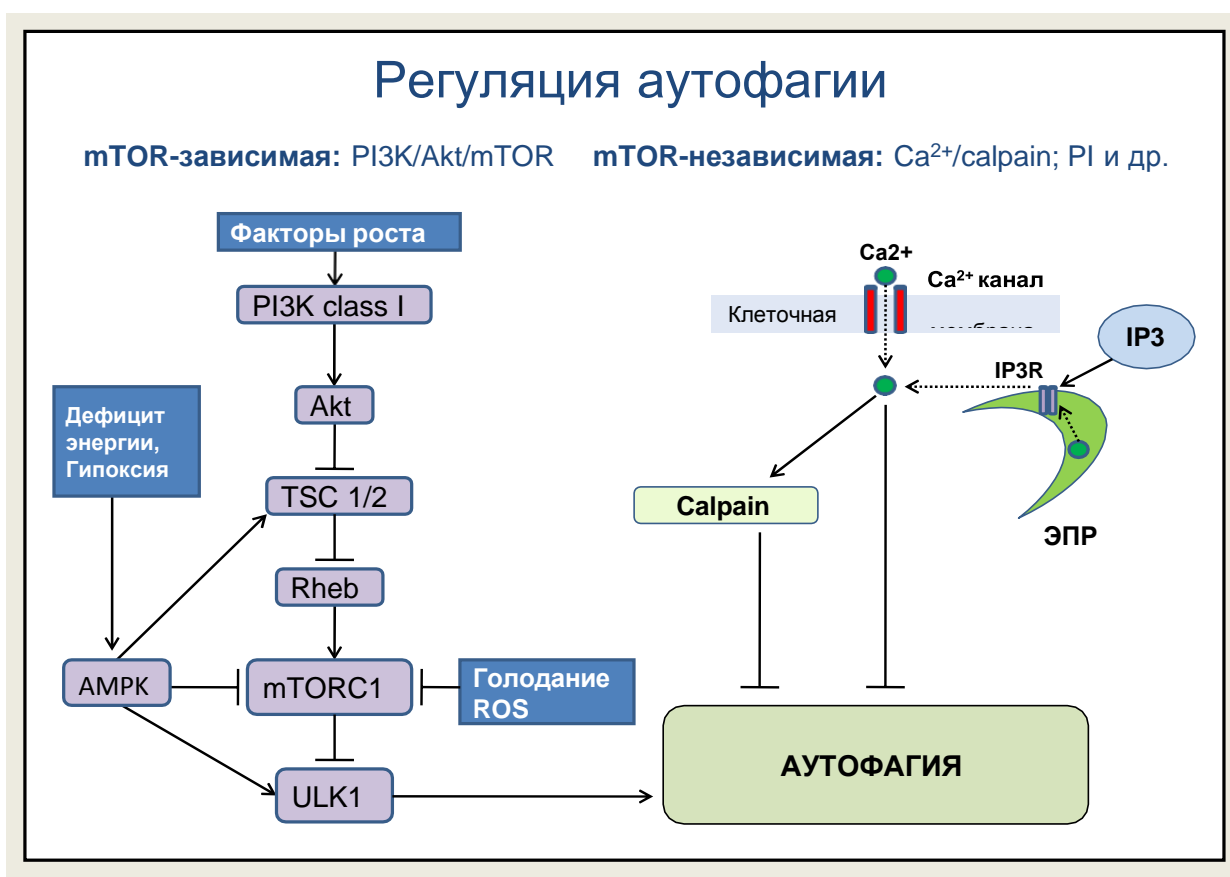 Регуляция аутофагии
mTOR-зависимая: PI3K/Akt/mTOR
mTOR-независимая: Ca²⁺/calpain; PI и др.
Факторы роста
PI3K class I
Akt
Дефицит
энергии,
Гипоксия
TSC 1/2
Rheb
AMPK
mTORC1
Голодание
ROS
ULK1
Ca2+
Ca²⁺ канал
Клеточная
IP3
IP3R
Calpain
ЭПР
АУТОФАГИЯ